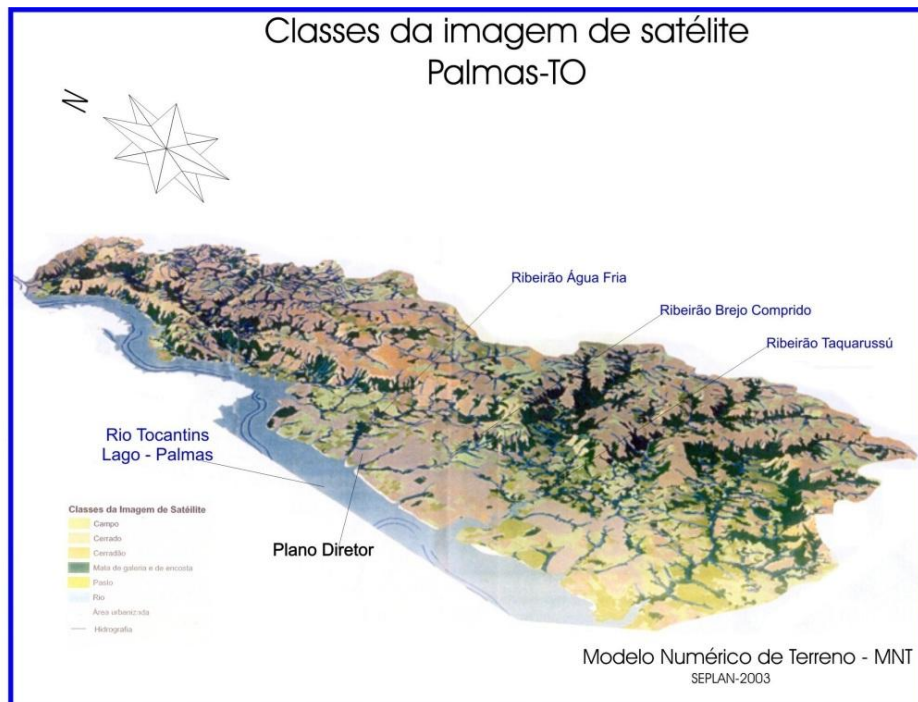 Classes da imagem de satélite
Palmas-TO
N
Ribeirão Água Fria
Ribeirão Brejo Comprido
Ribeirão Taquarussú
Rio Tocantins
Lago - Palmas
Plano Diretor
Classes da Imagem de Satélite
Campo
Cerrado
Cerradão
Mata de galeria e de encosta
Pasto
Rio
Área urbanizada
Hidrografia
Modelo Numérico de Terreno - MNT
SEPLAN-2003